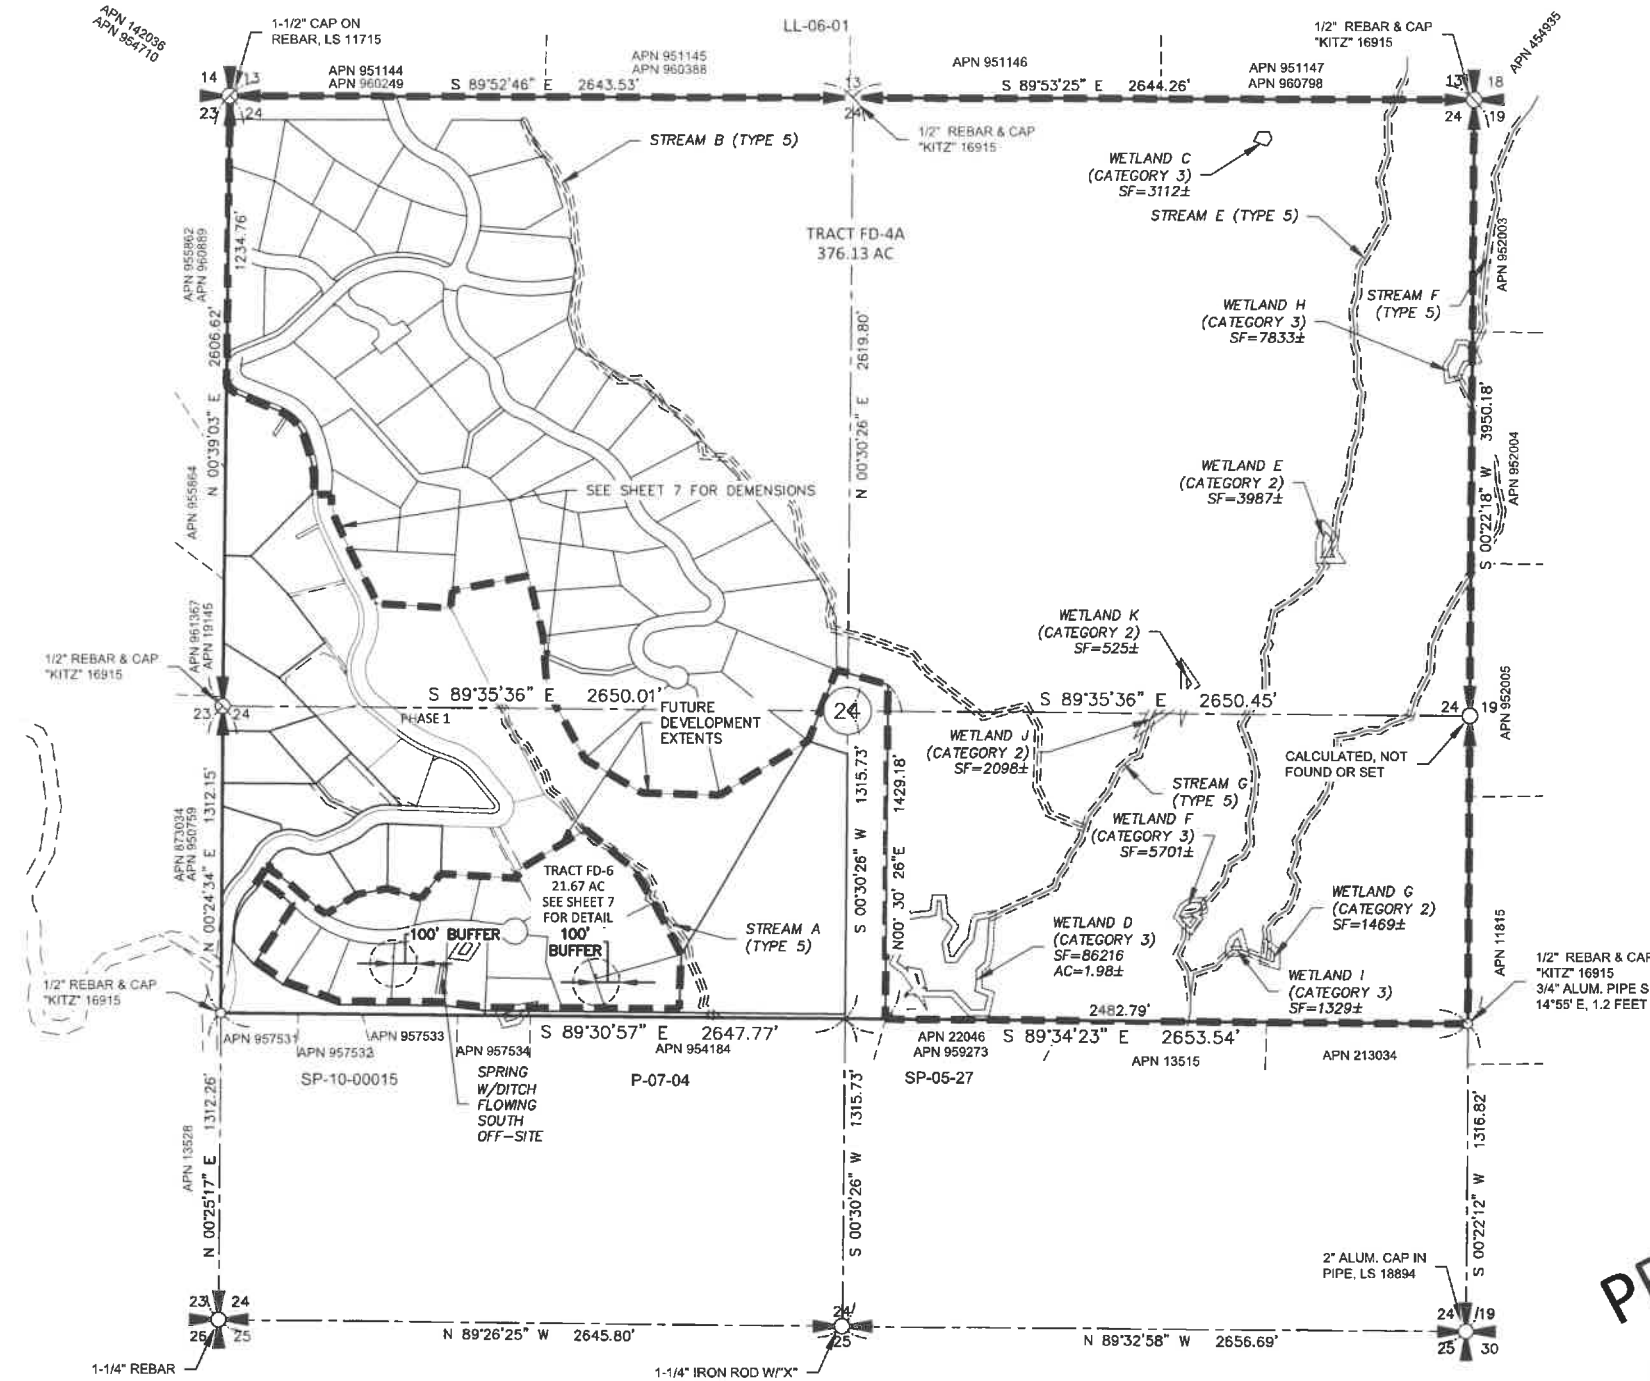 LL-06-01
APN 142036
APN 954710
1-1/2" CAP ON
REBAR, LS 11715
1/2" REBAR & CAP
"KITZ" 16915
APN 454935
APN 951144
APN 960249
APN 951145
APN 960388
APN 951146
APN 951147
APN 960798
S 89°52'46" E 2643.53'
S 89°53'25" E 2644.26'
14 13
23 24
13
24
13 18
24 19
1/2" REBAR & CAP
"KITZ" 16915
STREAM B (TYPE 5)
WETLAND C
(CATEGORY 3)
SF=3112±
STREAM E (TYPE 5)
TRACT FD-4A
376.13 AC
APN 955862
APN 960889
1234.76'
N 00°39'03" E 2606.62'
N 00°30'26" E 2619.80'
WETLAND H
(CATEGORY 3)
SF=7833±
STREAM F
(TYPE 5)
APN 952003
S 00°22'18" W 3950.18'
APN 952004
APN 955864
SEE SHEET 7 FOR DEMENSIONS
WETLAND E
(CATEGORY 2)
SF=3987±
APN 961367
APN 19145
WETLAND K
(CATEGORY 2)
SF=525±
1/2" REBAR & CAP
"KITZ" 16915
S 89°35'36" E 2650.01'
S 89°35'36" E 2650.45'
23 24
PHASE 1
24
24 19
APN 952005
FUTURE
DEVELOPMENT
EXTENTS
WETLAND J
(CATEGORY 2)
SF=2098±
CALCULATED, NOT
FOUND OR SET
STREAM G
(TYPE 5)
WETLAND F
(CATEGORY 3)
SF=5701±
APN 873034
APN 950759
N 00°24'34" E 1312.15'
S 00°30'26" W 1315.73'
N00° 30' 26"E 1429.18'
TRACT FD-6
21.67 AC
SEE SHEET 7
FOR DETAIL
100' BUFFER
100'
BUFFER
STREAM A
(TYPE 5)
WETLAND D
(CATEGORY 3)
SF=86216
AC=1.98±
WETLAND G
(CATEGORY 2)
SF=1469±
WETLAND I
(CATEGORY 3)
SF=1329±
APN 11815
1/2" REBAR & CAP
"KITZ" 16915
1/2" REBAR & CAP
"KITZ" 16915
3/4" ALUM. PIPE S
14°55' E, 1.2 FEET
2482.79'
S 89°30'57" E 2647.77'
S 89°34'23" E 2653.54'
APN 957531
APN 957532
APN 957533
APN 957534
APN 954184
APN 22046
APN 959273
APN 13515
APN 213034
SP-10-00015
P-07-04
SP-05-27
SPRING
W/DITCH
FLOWING
SOUTH
OFF-SITE
APN 13528
N 00°25'17" E 1312.26'
S 00°30'26" W 1315.73'
S 00°22'12" W 1316.82'
2" ALUM. CAP IN
PIPE, LS 18894
23 24
26 25
24
25
24 19
25 30
N 89°26'25" W 2645.80'
N 89°32'58" W 2656.69'
1-1/4" REBAR
1-1/4" IRON ROD W/"X"